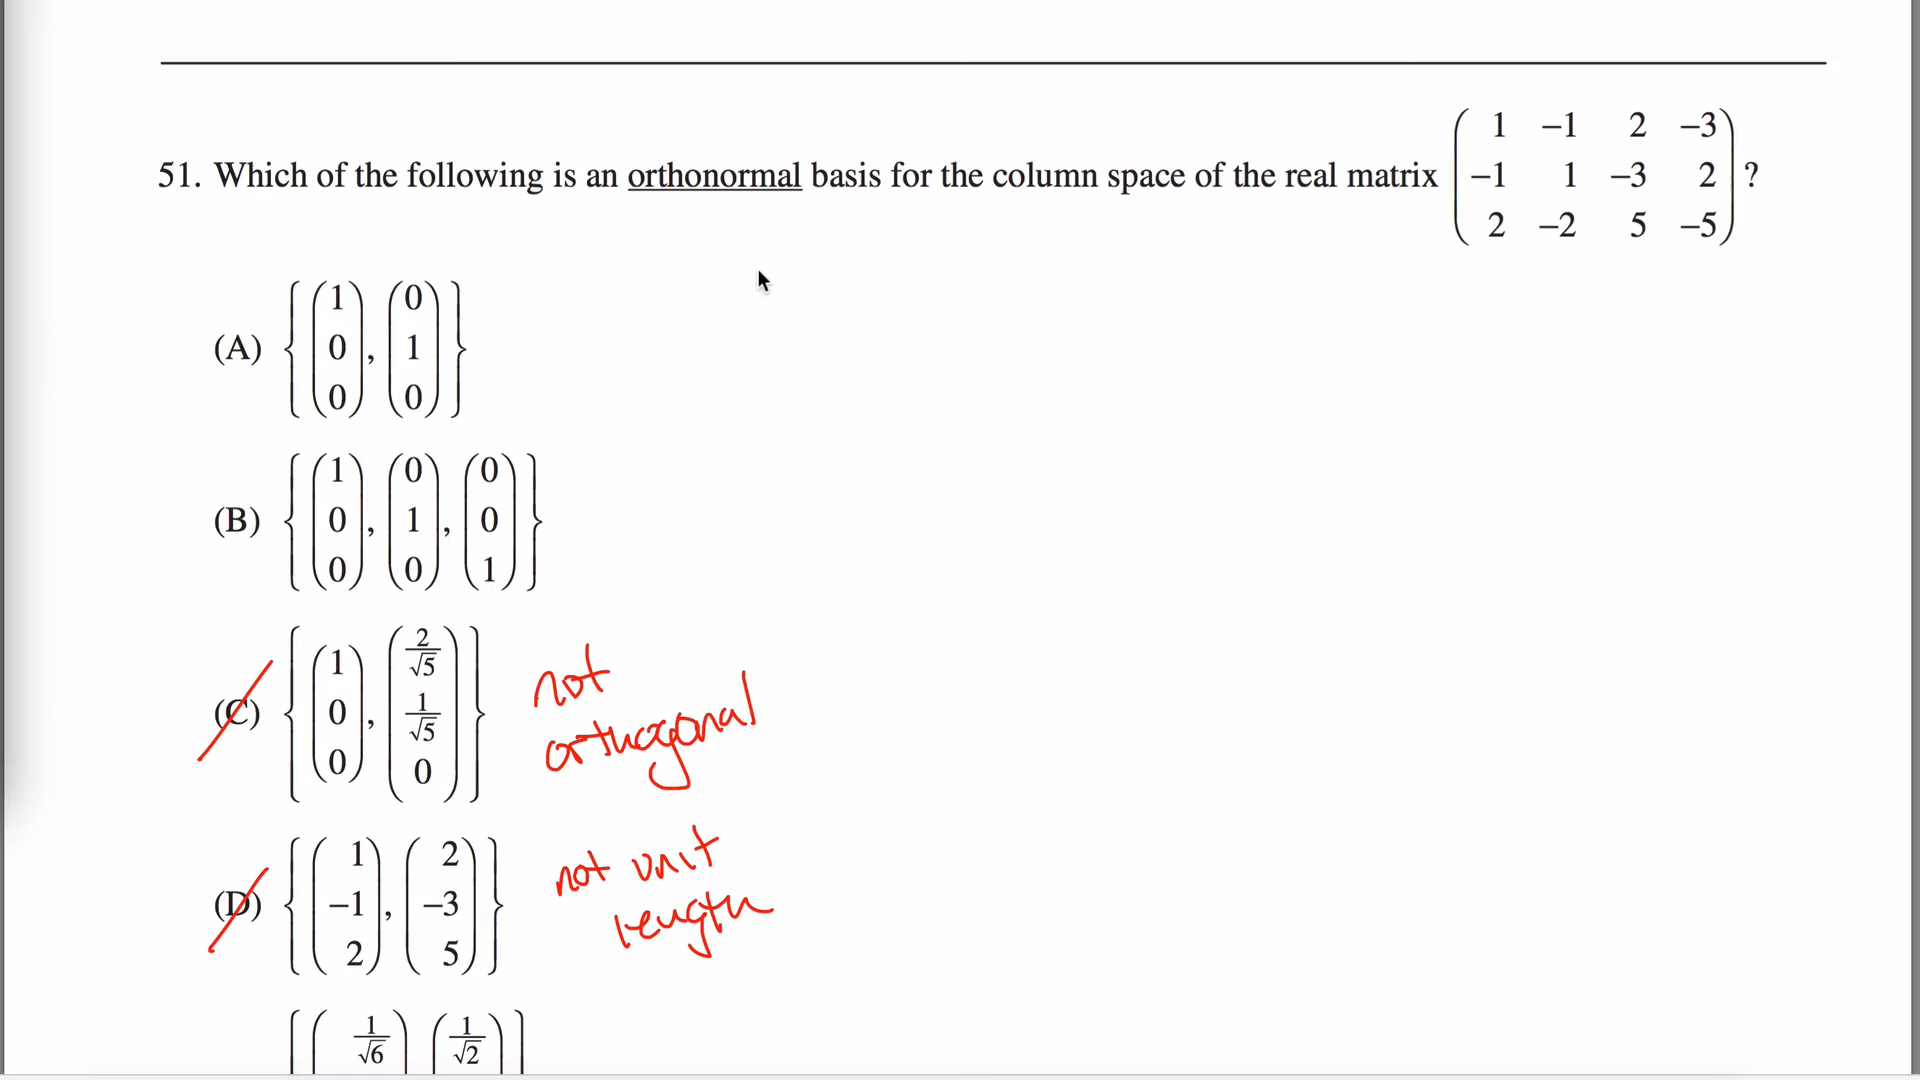 51. Which of the following is an orthonormal basis for the column space of the real matrix ( 1 −1 2 −3 ; −1 1 −3 2 ; 2 −2 5 −5 ) ?
(A) { (1 0 0), (0 1 0) }
(B) { (1 0 0), (0 1 0), (0 0 1) }
(C) { (1 0 0), (2/√5 1/√5 0) }
not
orthogonal
(D) { (1 −1 2), (2 −3 5) }
not unit
length
1/√6 1/√2